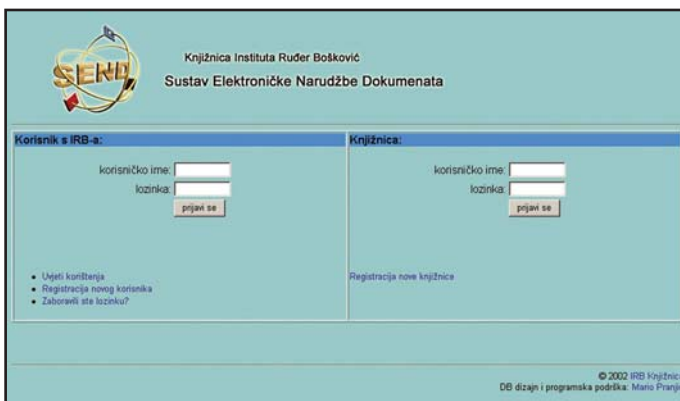 SEND
Knjižnica Instituta Ruđer Bošković
Sustav Elektroničke Narudžbe Dokumenata
Korisnik s IRB-a:
korisničko ime:
lozinka:
prijavi se
Uvjeti korištenja
Registracija novog korisnika
Zaboravili ste lozinku?
Knjižnica:
korisničko ime:
lozinka:
prijavi se
Registracija nove knjižnice
© 2002 IRB Knjižnic
DB dizajn i programska podrška: Mario Pranjić